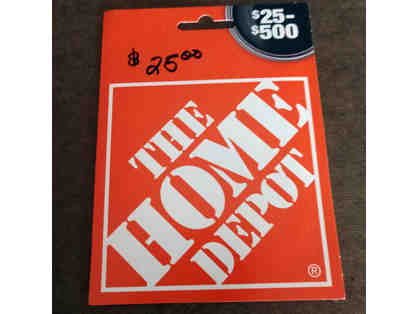 $25-
$500
$ 25.00
THE
HOME
DEPOT
®